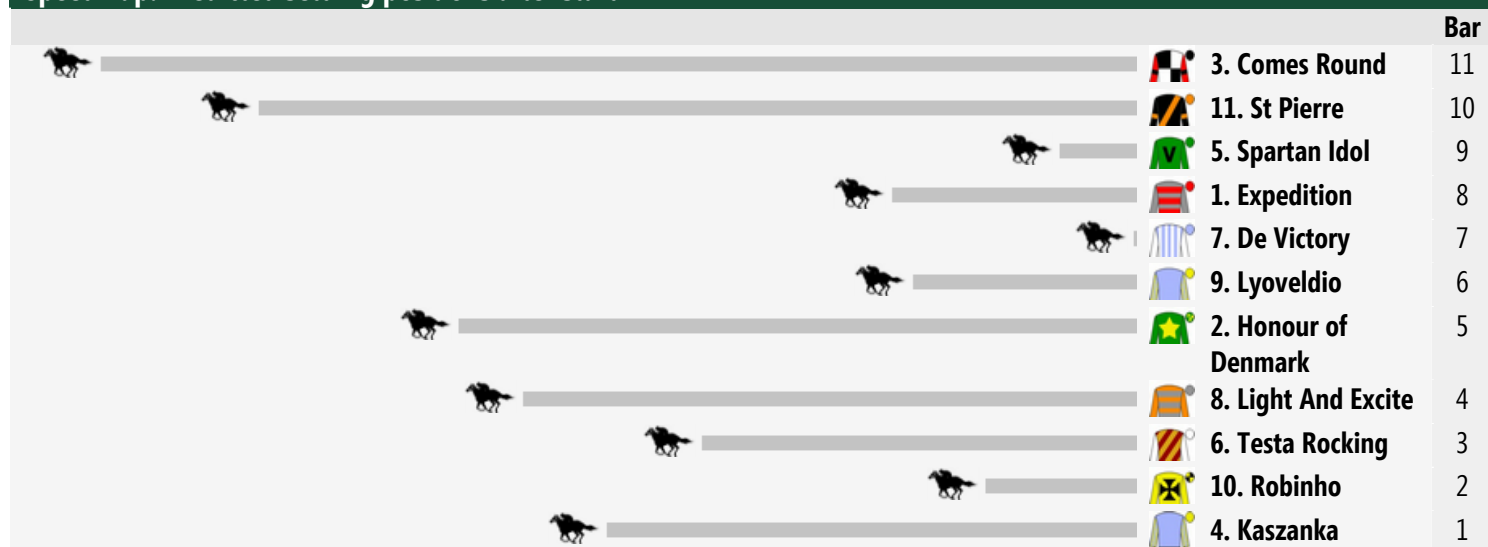 Bar
3. Comes Round 11
11. St Pierre 10
V
5. Spartan Idol 9
1. Expedition 8
7. De Victory 7
9. Lyoveldio 6
2. Honour of 5
Denmark
8. Light And Excite 4
6. Testa Rocking 3
10. Robinho 2
4. Kaszanka 1